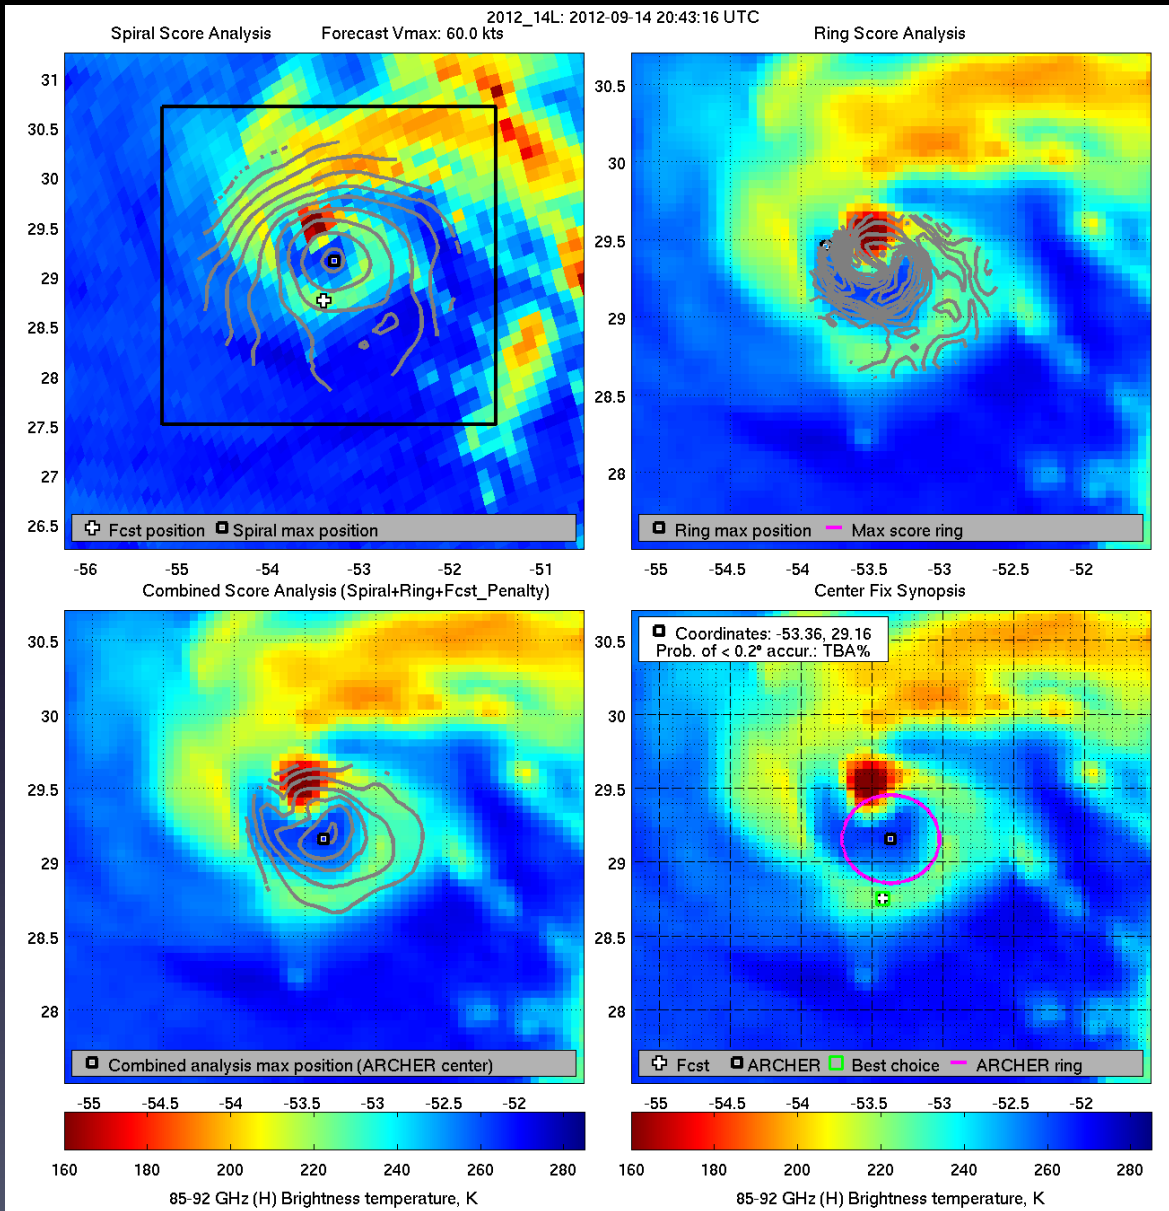 2012_14L: 2012-09-14 20:43:16 UTC
Spiral Score Analysis Forecast Vmax: 60.0 kts
Ring Score Analysis
31
30.5
30
29.5
29
28.5
28
27.5
27
26.5
Fcst position Spiral max position
-56 -55 -54 -53 -52 -51
30.5
30
29.5
29
28.5
28
Ring max position Max score ring
-55 -54.5 -54 -53.5 -53 -52.5 -52
Combined Score Analysis (Spiral+Ring+Fcst_Penalty)
Center Fix Synopsis
30.5
30
29.5
29
28.5
28
Combined analysis max position (ARCHER center)
-55 -54.5 -54 -53.5 -53 -52.5 -52
Coordinates: -53.36, 29.16
Prob. of < 0.2° accur.: TBA%
30.5
30
29.5
29
28.5
28
Fcst ARCHER Best choice ARCHER ring
-55 -54.5 -54 -53.5 -53 -52.5 -52
160 180 200 220 240 260 280
85-92 GHz (H) Brightness temperature, K
160 180 200 220 240 260 280
85-92 GHz (H) Brightness temperature, K